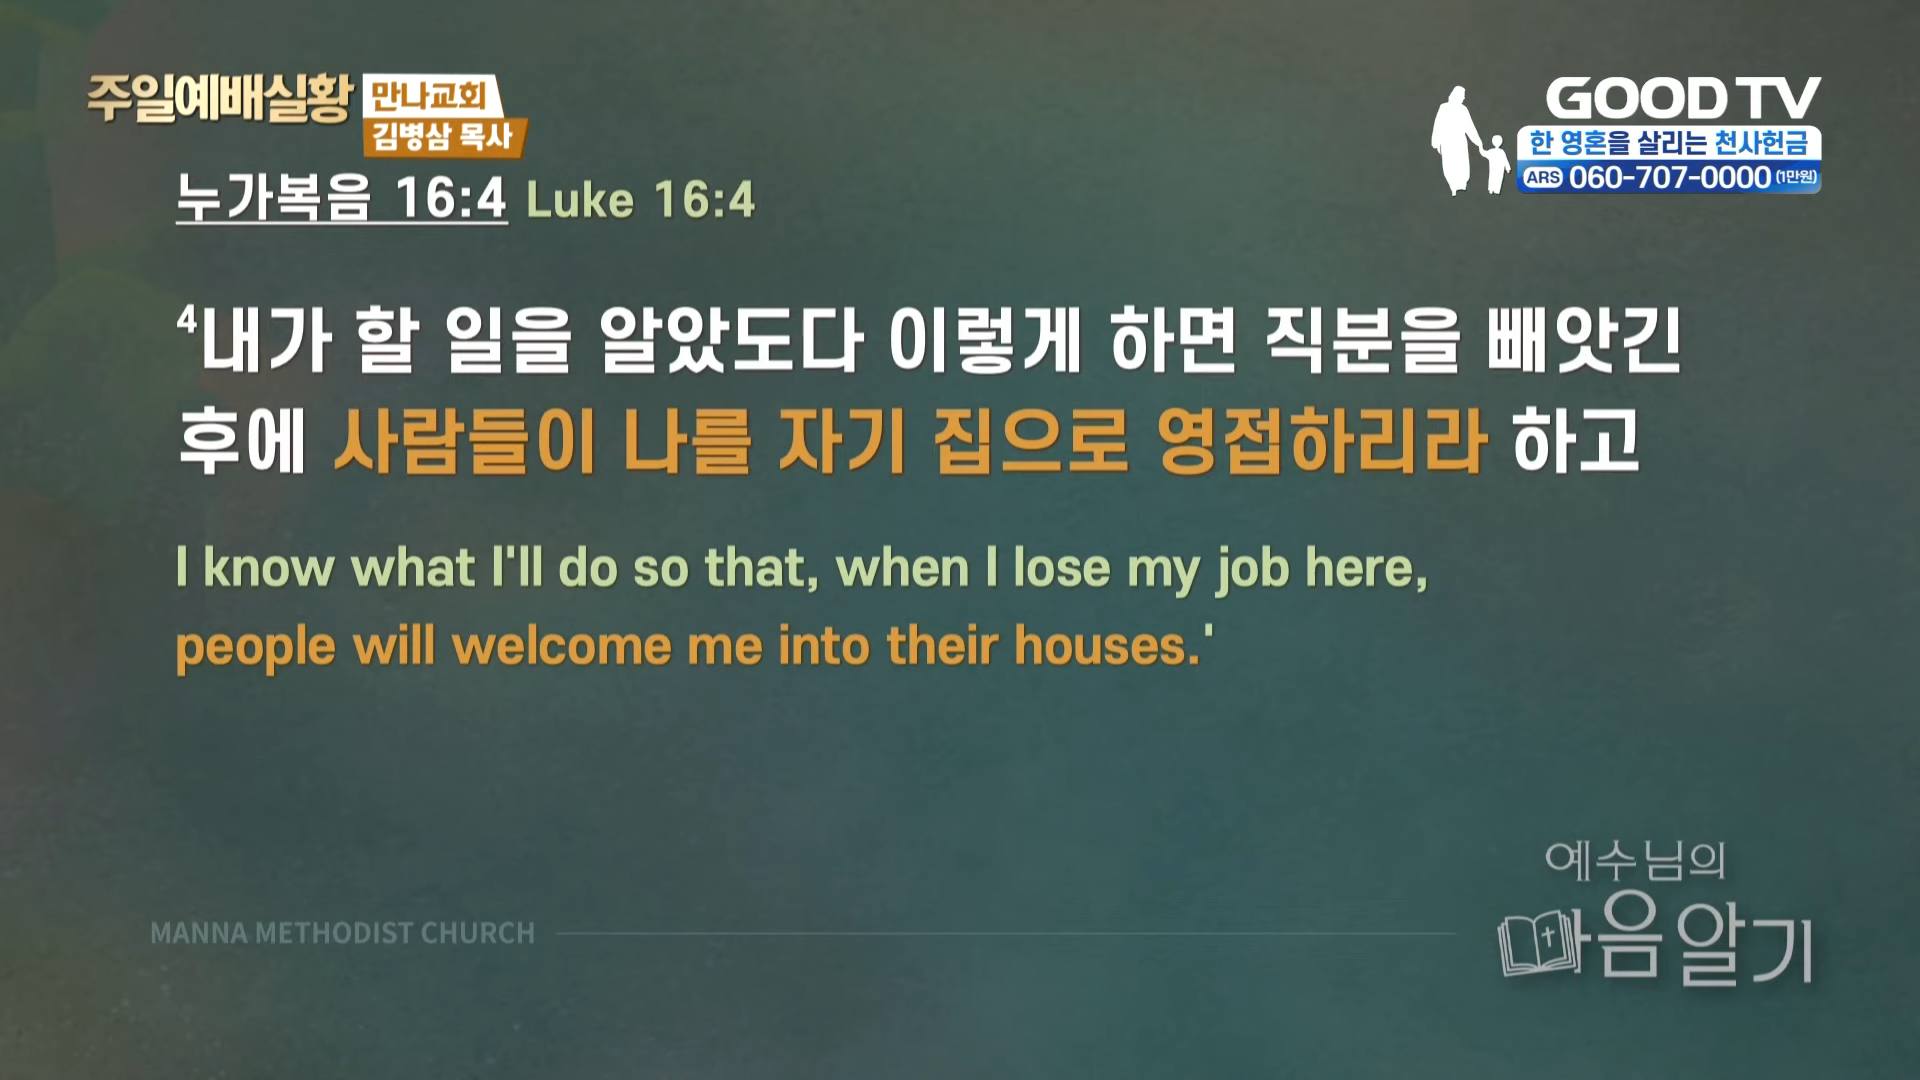 주일예배실황
만나교회
김병삼 목사
GOOD TV
한 영혼을 살리는 천사헌금
ARS 060-707-0000 (1만원)
누가복음 16:4 Luke 16:4
4내가 할 일을 알았도다 이렇게 하면 직분을 빼앗긴
후에 사람들이 나를 자기 집으로 영접하리라 하고
I know what I'll do so that, when I lose my job here,
people will welcome me into their houses.'
MANNA METHODIST CHURCH
예수님의
마음알기